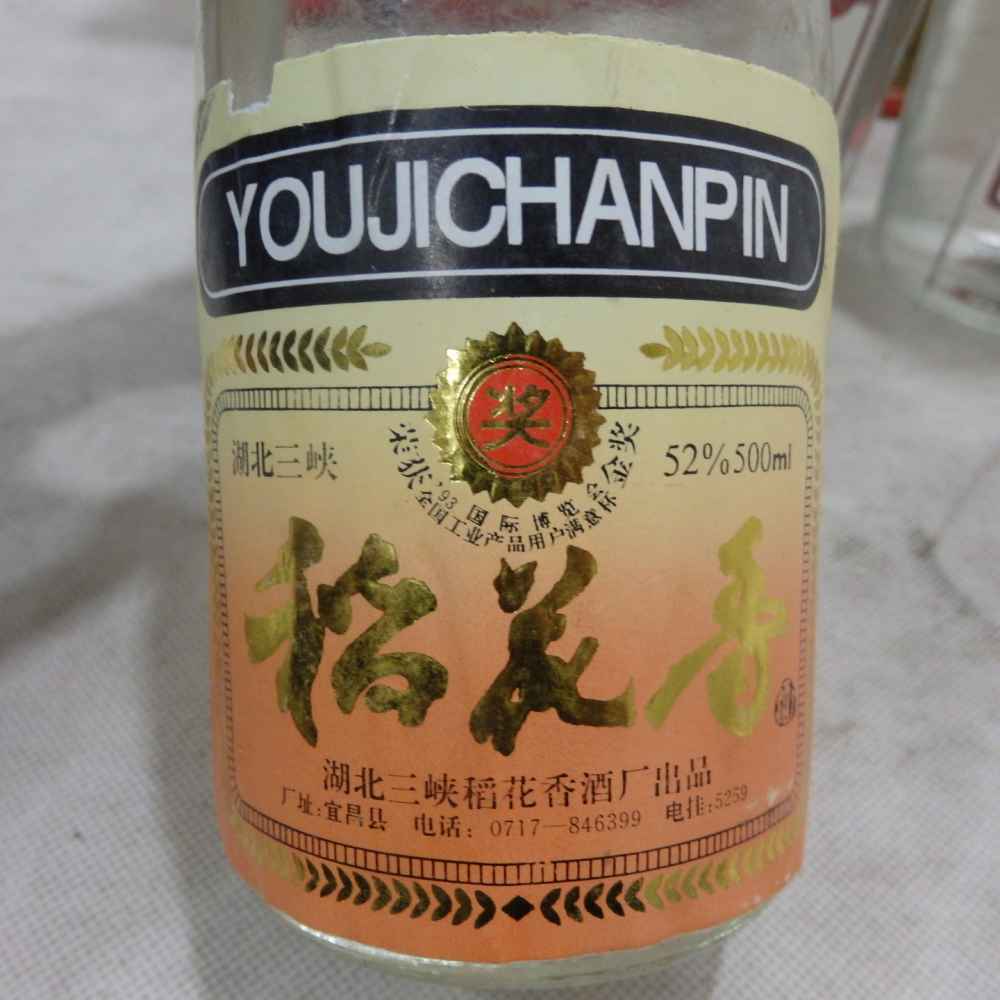 YOUJICHANPIN
奖
荣获'93国际博览会金奖
全国工业产品用户满意杯
湖北三峡
52%500ml
稻花香
湖北三峡稻花香酒厂出品
厂址:宜昌县 电话:0717—846399 电挂:5259